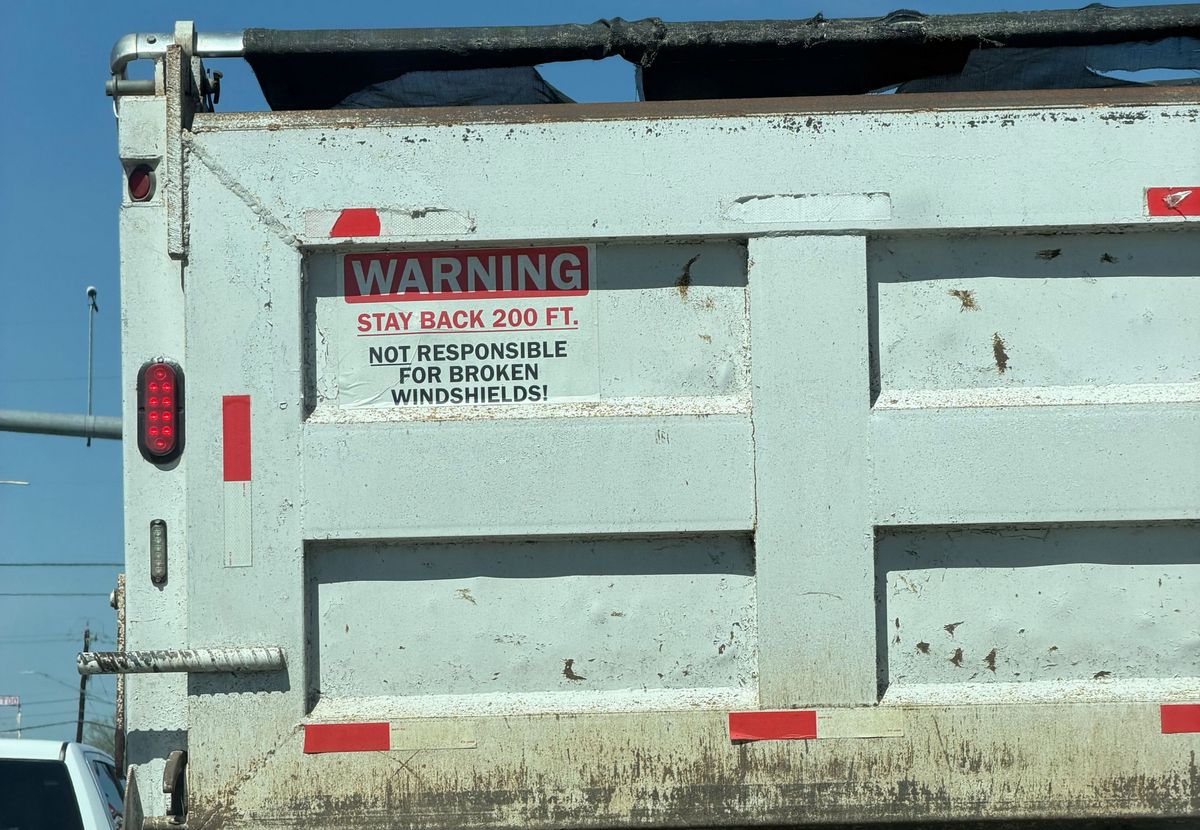 WARNING
STAY BACK 200 FT.
NOT RESPONSIBLE
FOR BROKEN
WINDSHIELDS!